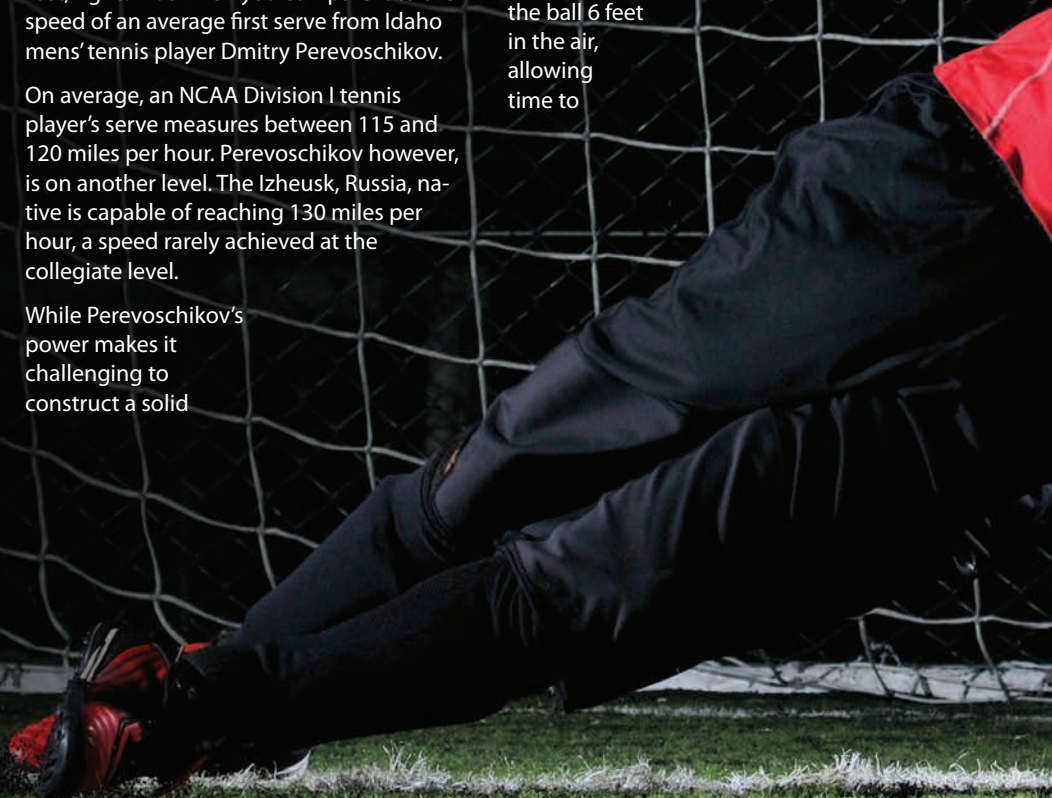 speed of an average first serve from Idaho
mens’ tennis player Dmitry Perevoschikov.
On average, an NCAA Division I tennis
player’s serve measures between 115 and
120 miles per hour. Perevoschikov however,
is on another level. The Izheusk, Russia, na-
tive is capable of reaching 130 miles per
hour, a speed rarely achieved at the
collegiate level.
While Perevoschikov’s
power makes it
challenging to
construct a solid
the ball 6 feet
in the air,
allowing
time to